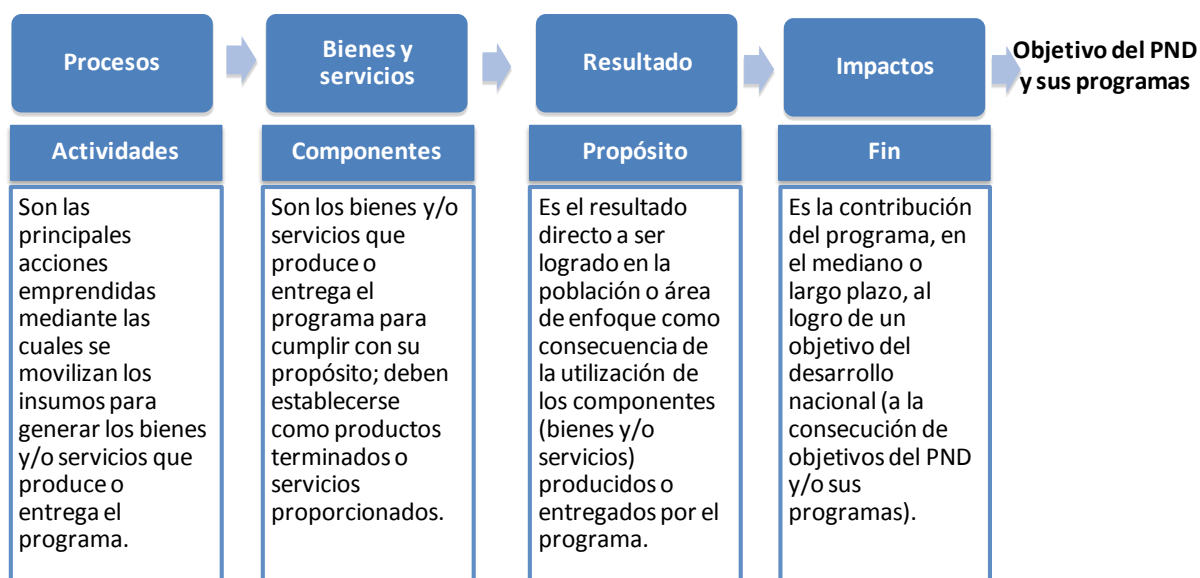 Procesos
Bienes y
servicios
Resultado
Impactos
Objetivo del PND
y sus programas
Actividades
Son las
principales
acciones
emprendidas
mediante las
cuales se
movilizan los
insumos para
generar los bienes
y/o servicios que
produce o
entrega el
programa.
Componentes
Son los bienes y/o
servicios que
produce o
entrega el
programa para
cumplir con su
propósito; deben
establecerse
como productos
terminados o
servicios
proporcionados.
Propósito
Es el resultado
directo a ser
logrado en la
población o área
de enfoque como
consecuencia de
la utilización de
los componentes
(bienes y/o
servicios)
producidos o
entregados por el
programa.
Fin
Es la contribución
del programa, en
el mediano o
largo plazo, al
logro de un
objetivo del
desarrollo
nacional (a la
consecución de
objetivos del PND
y/o sus
programas).